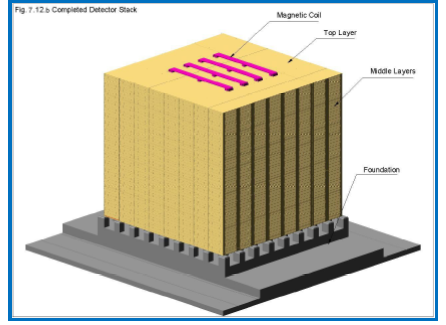 Fig. 7.12.b Completed Detector Stack
Magnetic Coil
Top Layer
Middle Layers
Foundation